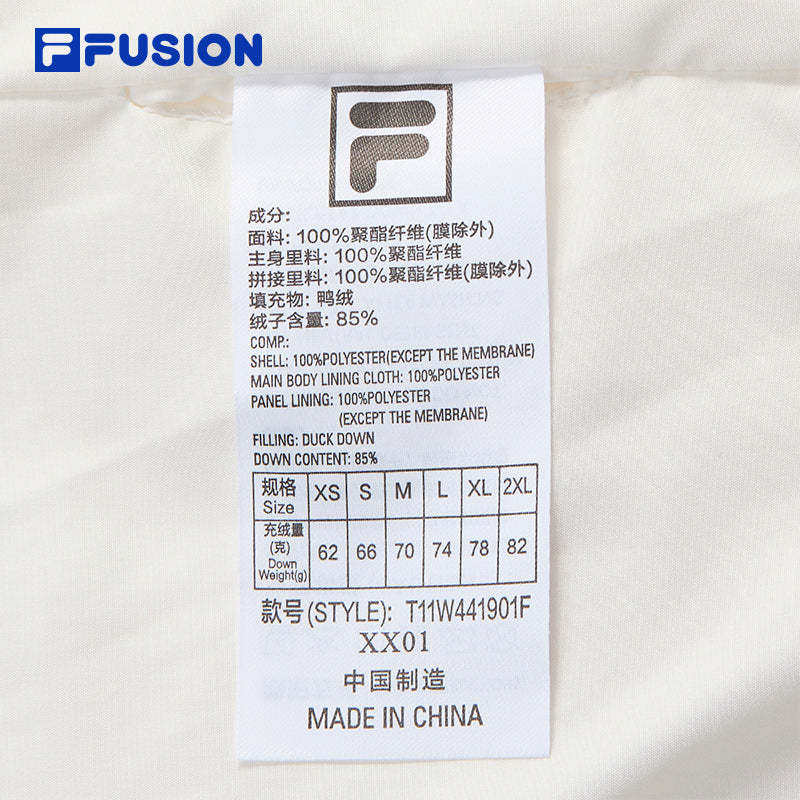 FUSION
成分:
面料: 100%聚酯纤维(膜除外)
主身里料: 100%聚酯纤维
拼接里料: 100%聚酯纤维(膜除外)
填充物: 鸭绒
绒子含量: 85%
COMP.:
SHELL: 100%POLYESTER(EXCEPT THE MEMBRANE)
MAIN BODY LINING CLOTH: 100%POLYESTER
PANEL LINING: 100%POLYESTER
(EXCEPT THE MEMBRANE)
FILLING: DUCK DOWN
DOWN CONTENT: 85%
规格 Size XS S M L XL 2XL
充绒量(克) Down Weight(g) 62 66 70 74 78 82
款号(STYLE): T11W441901F
XX01
中国制造
MADE IN CHINA